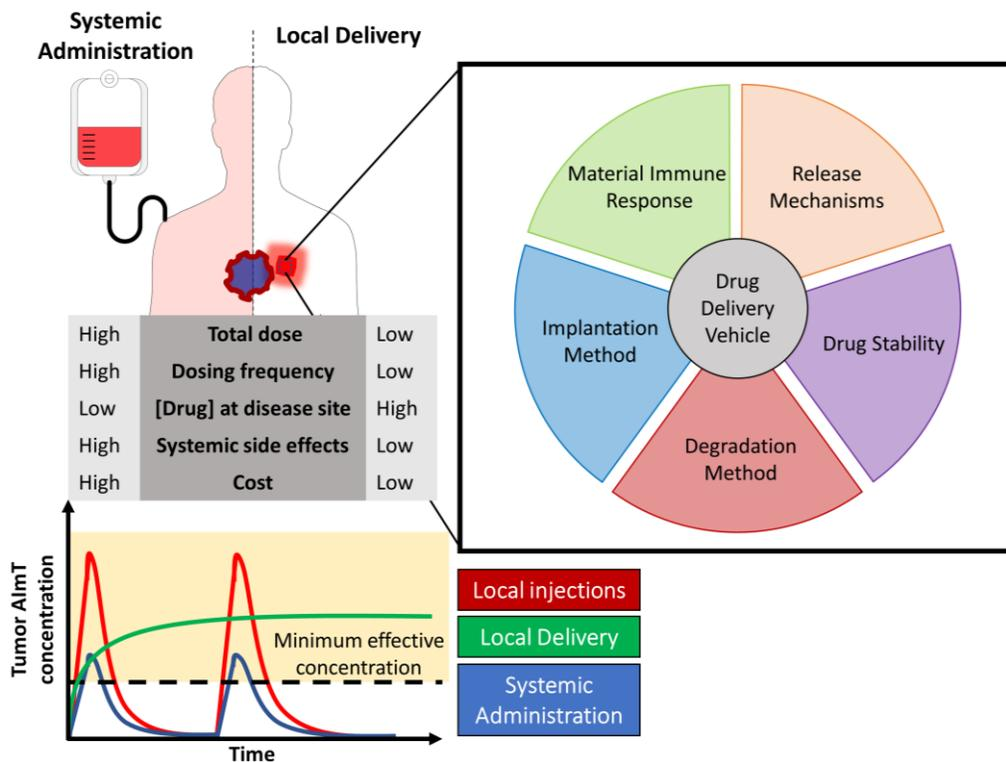 Systemic
Administration
Local Delivery
High Total dose Low
High Dosing frequency Low
Low [Drug] at disease site High
High Systemic side effects Low
High Cost Low
Material Immune
Response
Release
Mechanisms
Implantation
Method
Drug
Delivery
Vehicle
Drug Stability
Degradation
Method
Tumor AImT
concentration
Minimum effective
concentration
Time
Local injections
Local Delivery
Systemic
Administration